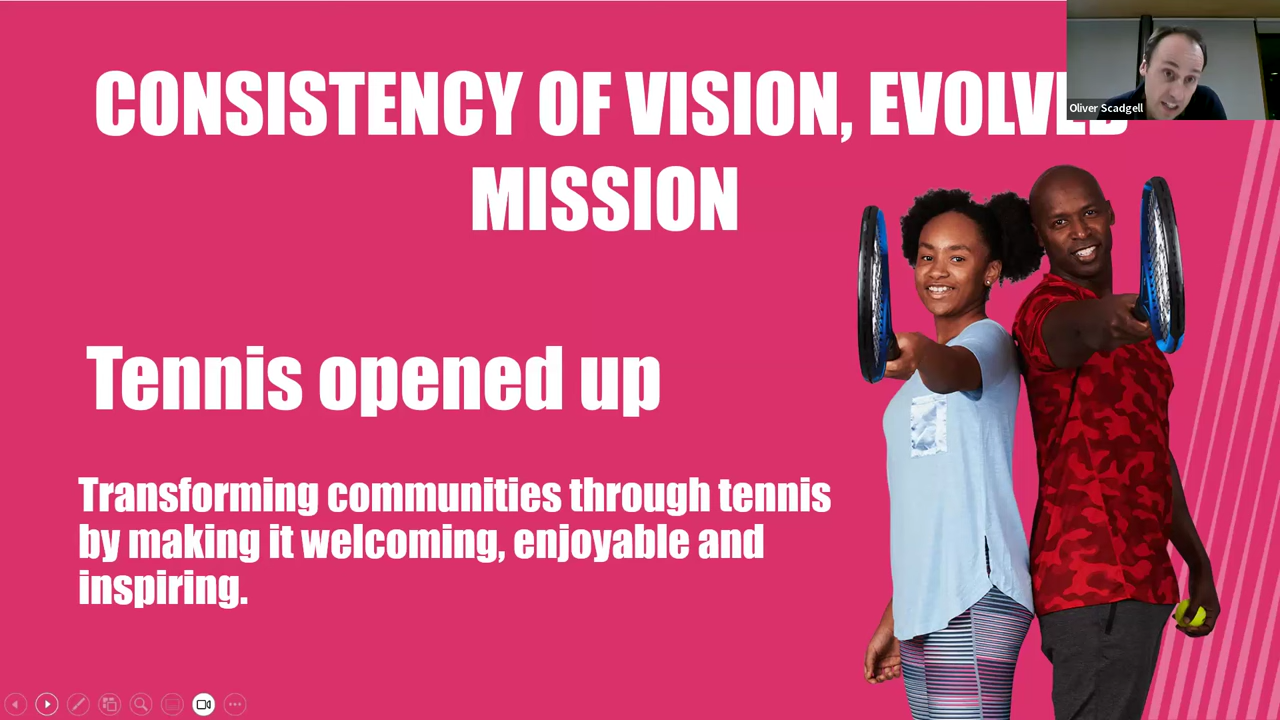 CONSISTENCY OF VISION, EVOLVED
MISSION
Oliver Scadgell
Tennis opened up
Transforming communities through tennis
by making it welcoming, enjoyable and
inspiring.